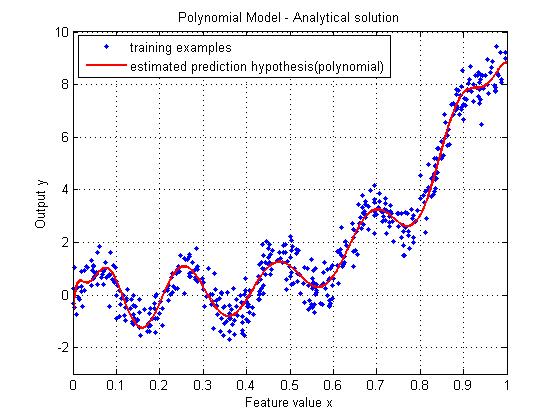 Polynomial Model - Analytical solution
training examples
estimated prediction hypothesis(polynomial)
10
8
6
4
2
0
-2
Output y
0 0.1 0.2 0.3 0.4 0.5 0.6 0.7 0.8 0.9 1
Feature value x